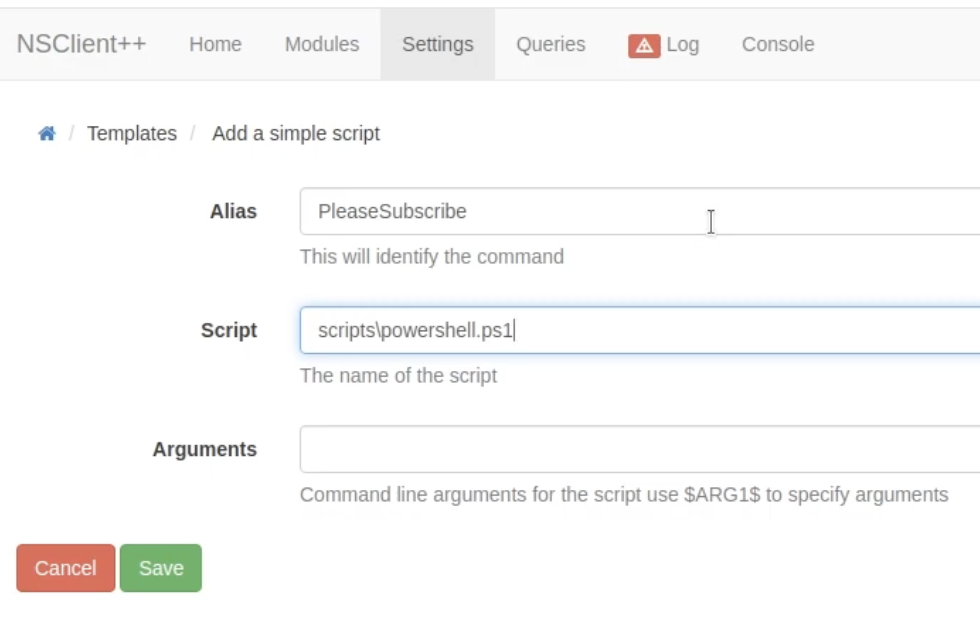 NSClient++ Home Modules Settings Queries Log Console
/ Templates / Add a simple script
Alias PleaseSubscribe
This will identify the command
Script scripts\powershell.ps1
The name of the script
Arguments
Command line arguments for the script use $ARG1$ to specify arguments
Cancel Save